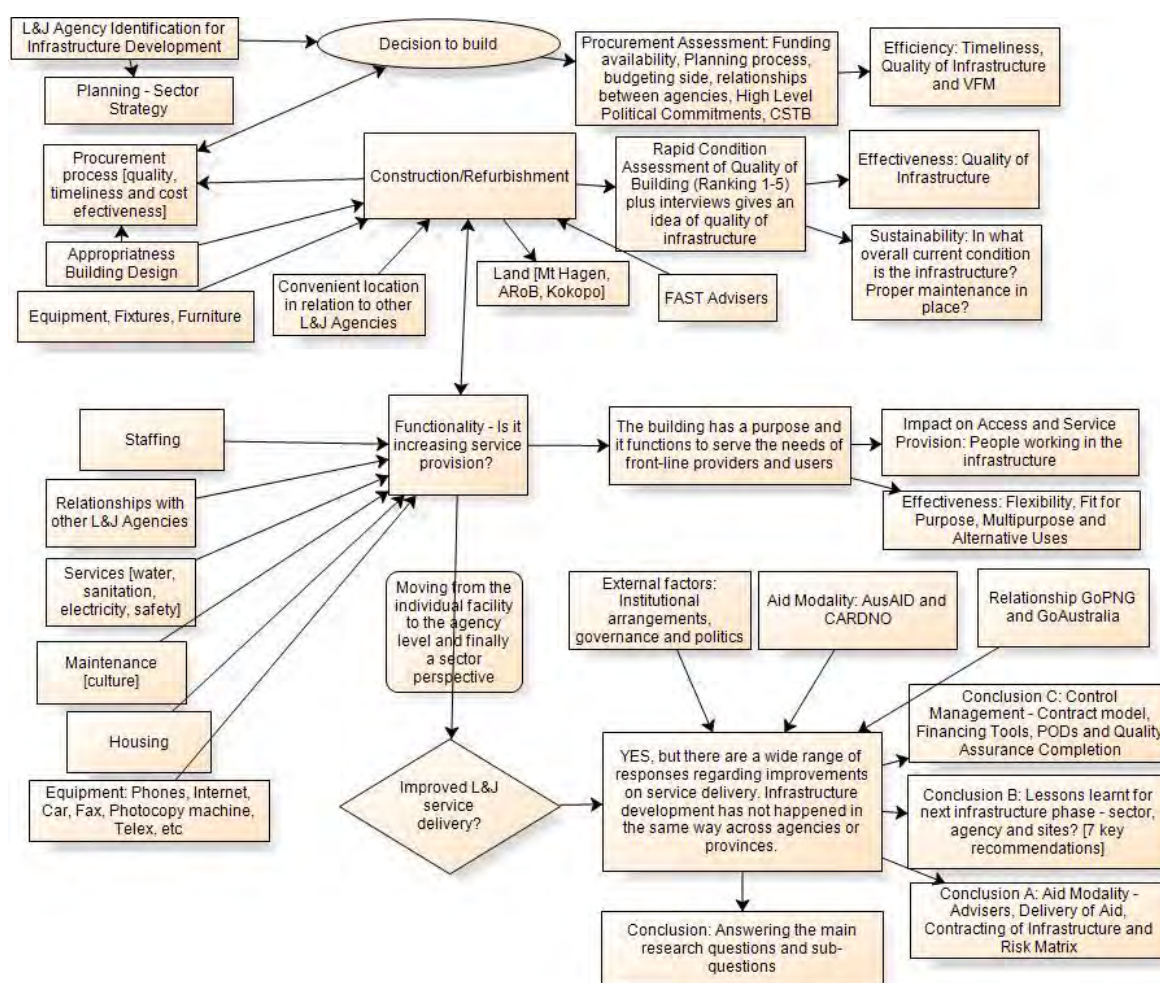 L&J Agency Identification for
Infrastructure Development
Decision to build
Procurement Assessment: Funding
availability, Planning process,
budgeting side, relationships
between agencies, High Level
Political Commitments, CSTB
Efficiency: Timeliness,
Quality of Infrastructure
and VFM
Planning - Sector
Strategy
Procurement
process [quality,
timeliness and cost
efectiveness]
Construction/Refurbishment
Rapid Condition
Assessment of Quality of
Building (Ranking 1-5)
plus interviews gives an
idea of quality of
infrastructure
Effectiveness: Quality of
Infrastructure
Sustainability: In what
overall current condition
is the infrastructure?
Proper maintenance in
place?
Appropriatness
Building Design
Equipment, Fixtures, Furniture
Convenient location
in relation to other
L&J Agencies
Land [Mt Hagen,
ARoB, Kokopo]
FAST Advisers
Staffing
Functionality - Is it
increasing service
provision?
The building has a purpose and
it functions to serve the needs of
front-line providers and users
Impact on Access and Service
Provision: People working in the
infrastructure
Effectiveness: Flexibility, Fit for
Purpose, Multipurpose and
Alternative Uses
Relationships with
other L&J Agencies
Services [water,
sanitation,
electricity, safety]
Maintenance
[culture]
Housing
Equipment: Phones, Internet,
Car, Fax, Photocopy machine,
Telex, etc
Moving from the
individual facility
to the agency
level and finally
a sector
perspective
External factors:
Institutional
arrangements,
governance and politics
Aid Modality: AusAID and
CARDNO
Relationship GoPNG
and GoAustralia
Improved L&J
service
delivery?
YES, but there are a wide range of
responses regarding improvements
on service delivery. Infrastructure
development has not happened in
the same way across agencies or
provinces.
Conclusion C: Control
Management - Contract model,
Financing Tools, PODs and Quality
Assurance Completion
Conclusion B: Lessons learnt for
next infrastructure phase - sector,
agency and sites? [7 key
recommendations]
Conclusion A: Aid Modality -
Advisers, Delivery of Aid,
Contracting of Infrastructure and
Risk Matrix
Conclusion: Answering the main
research questions and sub-
questions